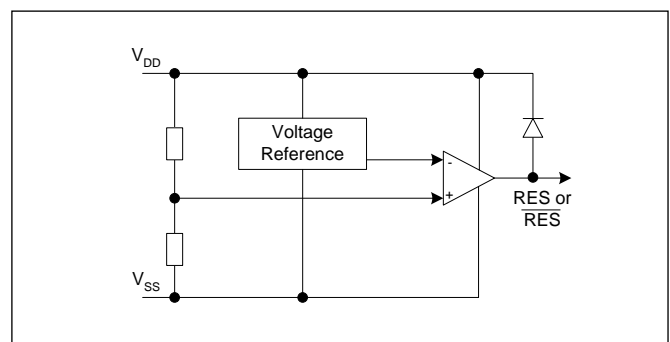 VDD
Voltage
Reference
-
+
RES or
RES
VSS